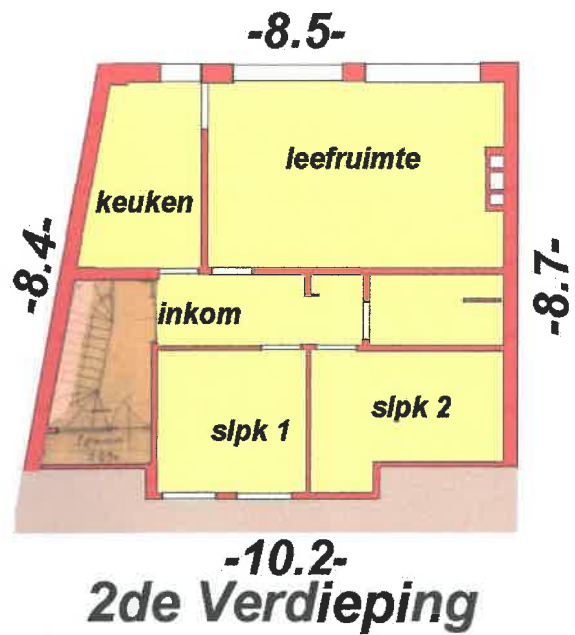 -8.5-
leefruimte
keuken
-8.4-
-8.7-
inkom
slpk 1
slpk 2
-10.2-
2de Verdieping